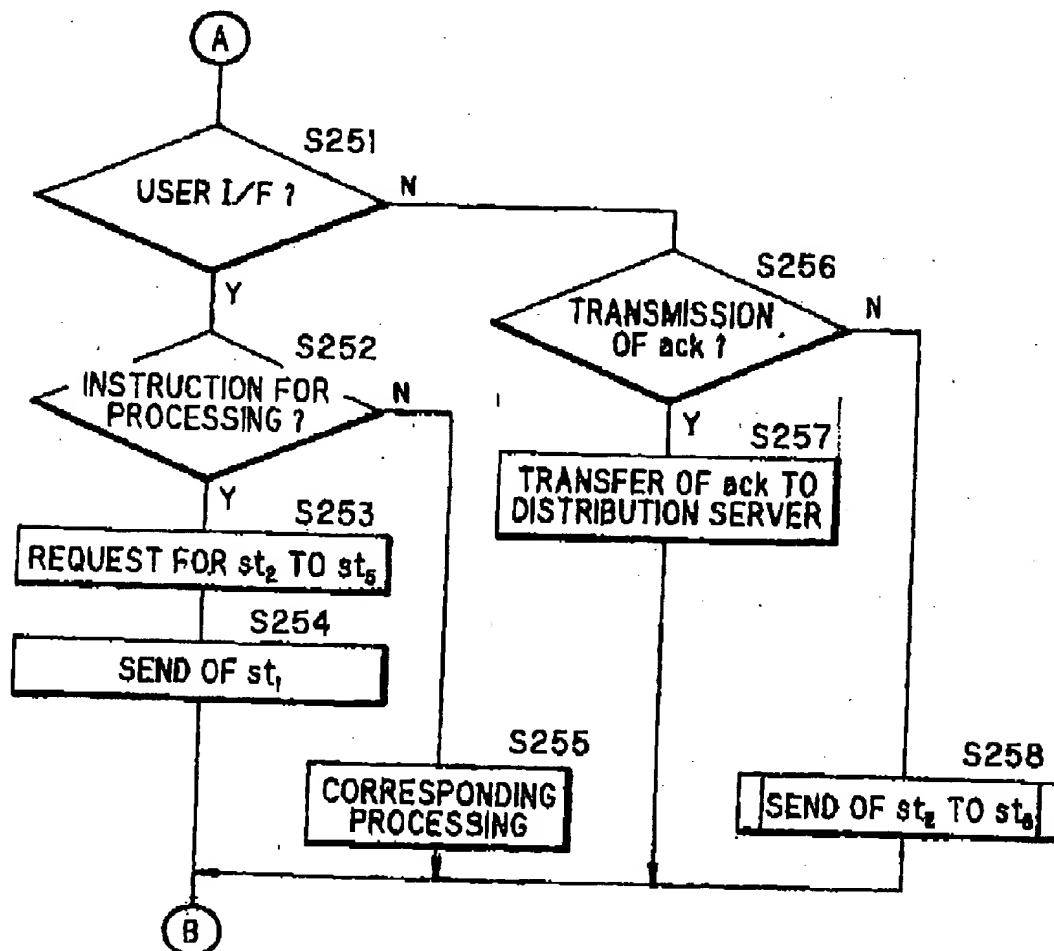 A
S251
USER I/F ?
N
Y
S256
TRANSMISSION
OF ack ?
N
Y
S252
INSTRUCTION FOR
PROCESSING ?
N
Y
S257
TRANSFER OF ack TO
DISTRIBUTION SERVER
S253
REQUEST FOR st₂ TO st₅
S254
SEND OF st₁
S255
CORRESPONDING
PROCESSING
S258
SEND OF st₂ TO st₅
B